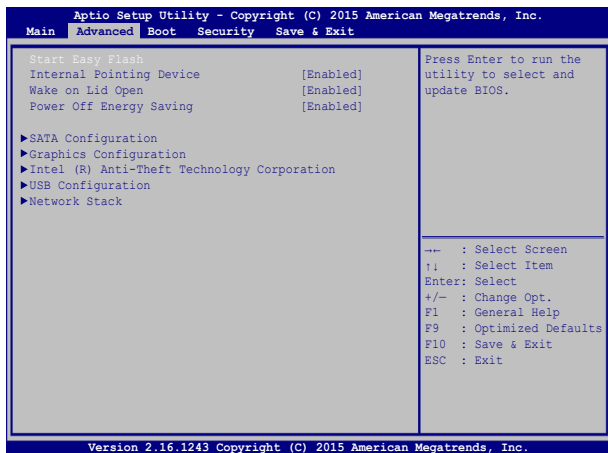 Aptio Setup Utility - Copyright (C) 2015 American Megatrends, Inc.
Main Advanced Boot Security Save & Exit
Start Easy Flash
Internal Pointing Device [Enabled]
Wake on Lid Open [Enabled]
Power Off Energy Saving [Enabled]
▶SATA Configuration
▶Graphics Configuration
▶Intel (R) Anti-Theft Technology Corporation
▶USB Configuration
▶Network Stack
Press Enter to run the
utility to select and
update BIOS.
→← : Select Screen
↑↓ : Select Item
Enter: Select
+/— : Change Opt.
F1 : General Help
F9 : Optimized Defaults
F10 : Save & Exit
ESC : Exit
Version 2.16.1243 Copyright (C) 2015 American Megatrends, Inc.